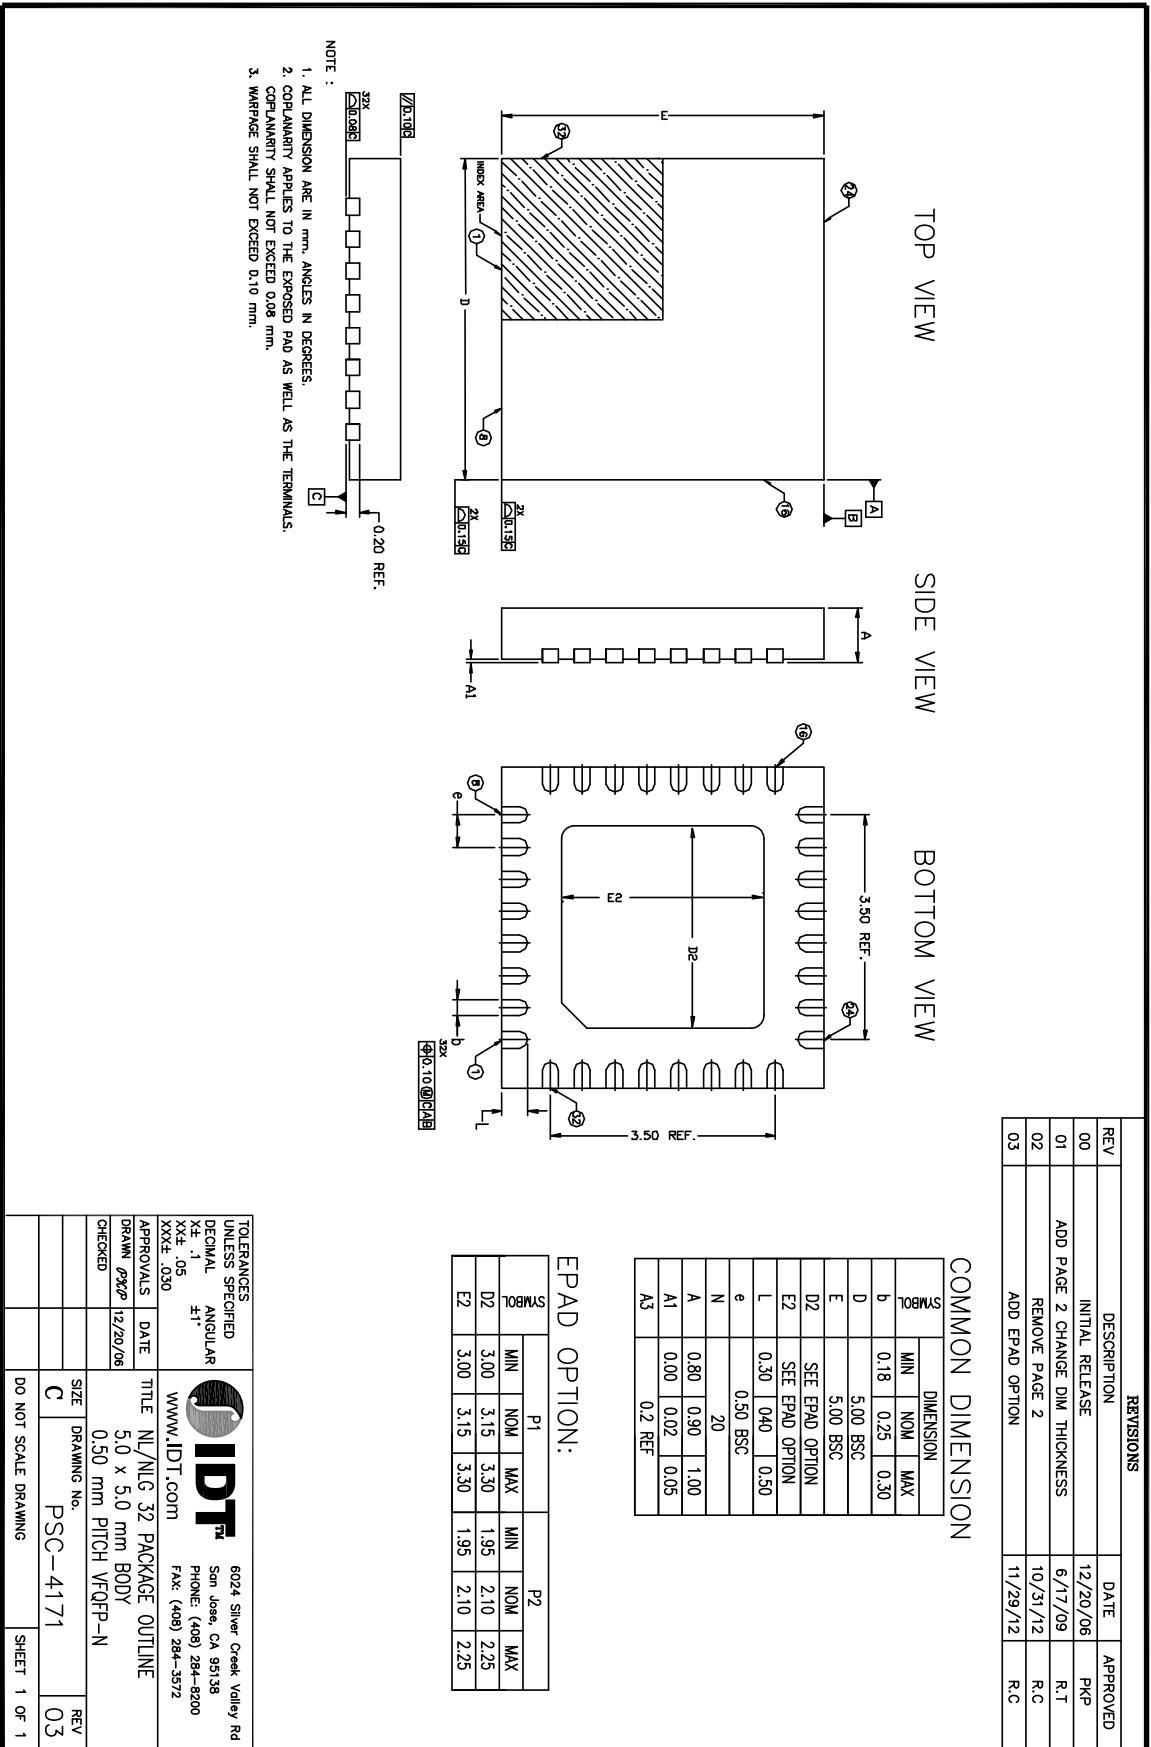 REVISIONS
REV DESCRIPTION DATE APPROVED
00 INITIAL RELEASE 12/20/06 PKP
01 ADD PAGE 2 CHANGE DIM THICKNESS 6/17/09 R.T
02 REMOVE PAGE 2 10/31/12 R.C
03 ADD EPAD OPTION 11/29/12 R.C
TOP VIEW
SIDE VIEW
BOTTOM VIEW
24
E
32
INDEX AREA
1
D
8
16
A
B
2X
0.15 C
2X
0.15 C
A
A1
16
8
e
3.50 REF.
E2
D2
24
b
1
32X
0.10 M C A B
L
32
3.50 REF.
// 0.10 C
32X
0.08 C
C
0.20 REF.
COMMON DIMENSION
SYMBOL DIMENSION
MIN NOM MAX
b 0.18 0.25 0.30
D 5.00 BSC
E 5.00 BSC
D2 SEE EPAD OPTION
E2 SEE EPAD OPTION
L 0.30 040 0.50
e 0.50 BSC
N 20
A 0.80 0.90 1.00
A1 0.00 0.02 0.05
A3 0.2 REF
EPAD OPTION:
SYMBOL P1 P2
MIN NOM MAX MIN NOM MAX
D2 3.00 3.15 3.30 1.95 2.10 2.25
E2 3.00 3.15 3.30 1.95 2.10 2.25
NOTE :
1. ALL DIMENSION ARE IN mm. ANGLES IN DEGREES.
2. COPLANARITY APPLIES TO THE EXPOSED PAD AS WELL AS THE TERMINALS.
COPLANARITY SHALL NOT EXCEED 0.08 mm.
3. WARPAGE SHALL NOT EXCEED 0.10 mm.
TOLERANCES
UNLESS SPECIFIED
DECIMAL ANGULAR
X± .1 ±1°
XX± .05
XXX± .030
APPROVALS DATE
DRAWN PKP 12/20/06
CHECKED
IDT™
www.IDT.com
6024 Silver Creek Valley Rd
San Jose, CA 95138
PHONE: (408) 284-8200
FAX: (408) 284-3572
TITLE NL/NLG 32 PACKAGE OUTLINE
5.0 x 5.0 mm BODY
0.50 mm PITCH VFQFP-N
SIZE DRAWING No. REV
C PSC-4171 03
DO NOT SCALE DRAWING SHEET 1 OF 1